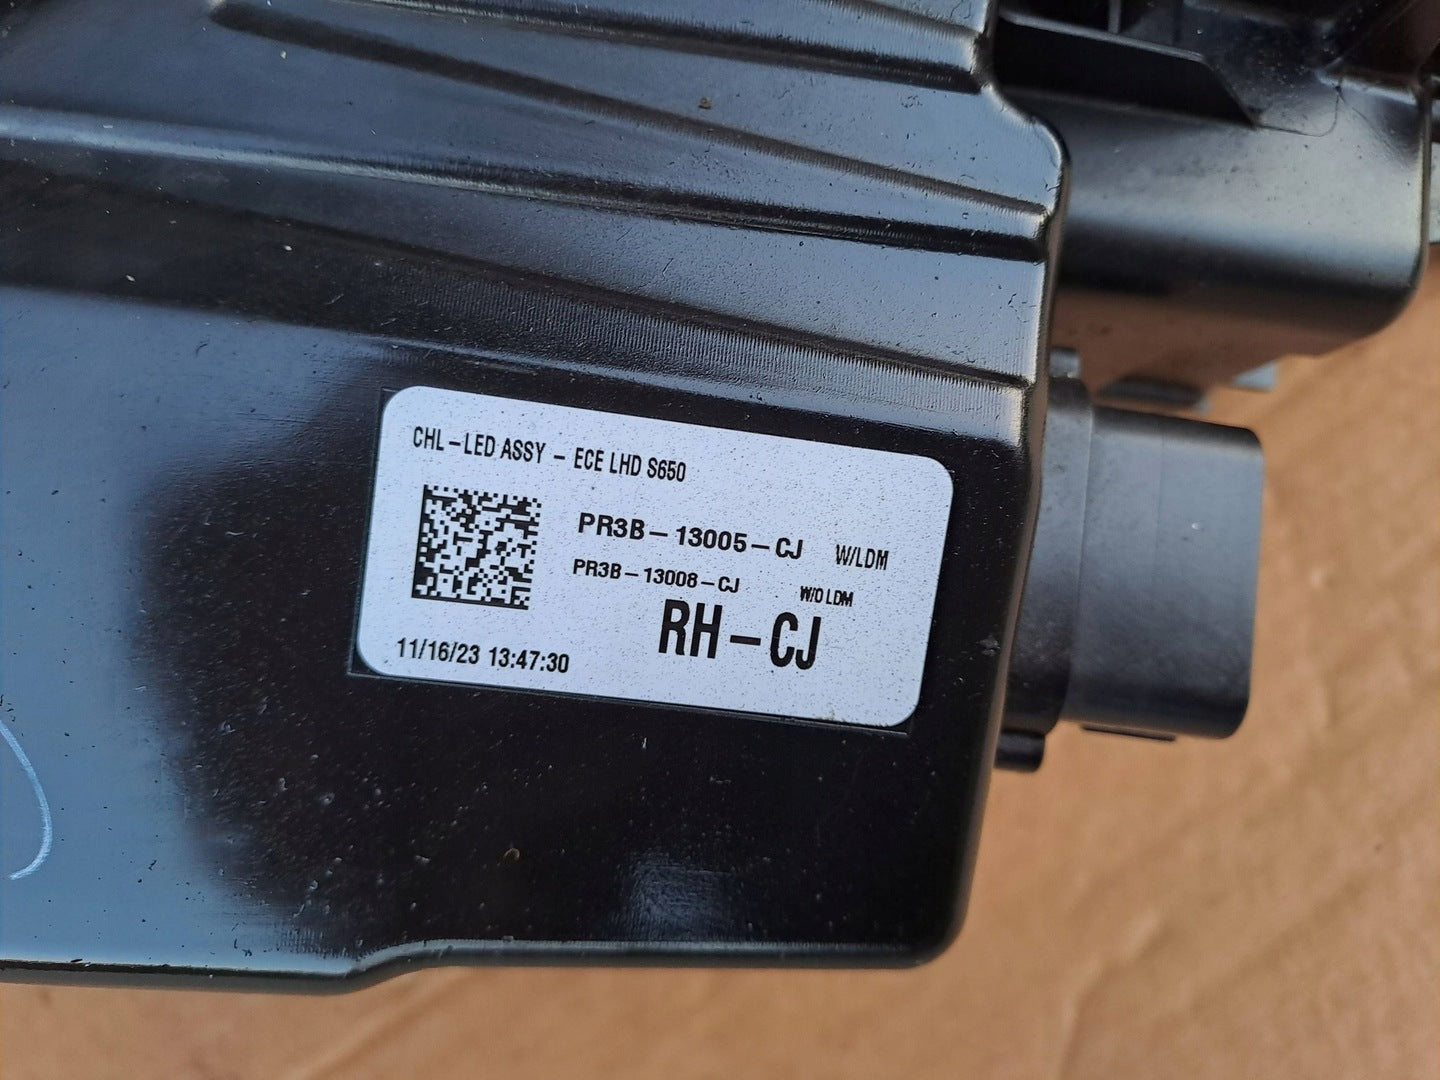 CHL-LED ASSY - ECE LHD S650
PR3B-13005-CJ W/LDM
PR3B-13008-CJ W/O LDM
RH-CJ
11/16/23 13:47:30